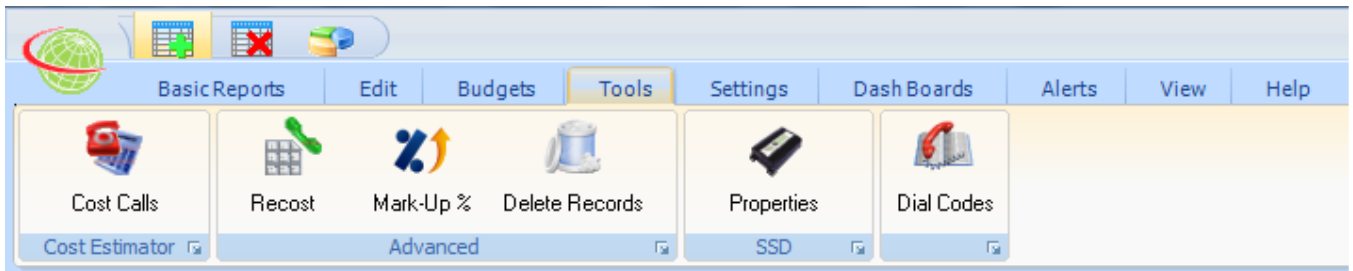 Basic Reports Edit Budgets Tools Settings Dash Boards Alerts View Help
Cost Calls Recost Mark-Up % Delete Records Properties Dial Codes
Cost Estimator Advanced SSD